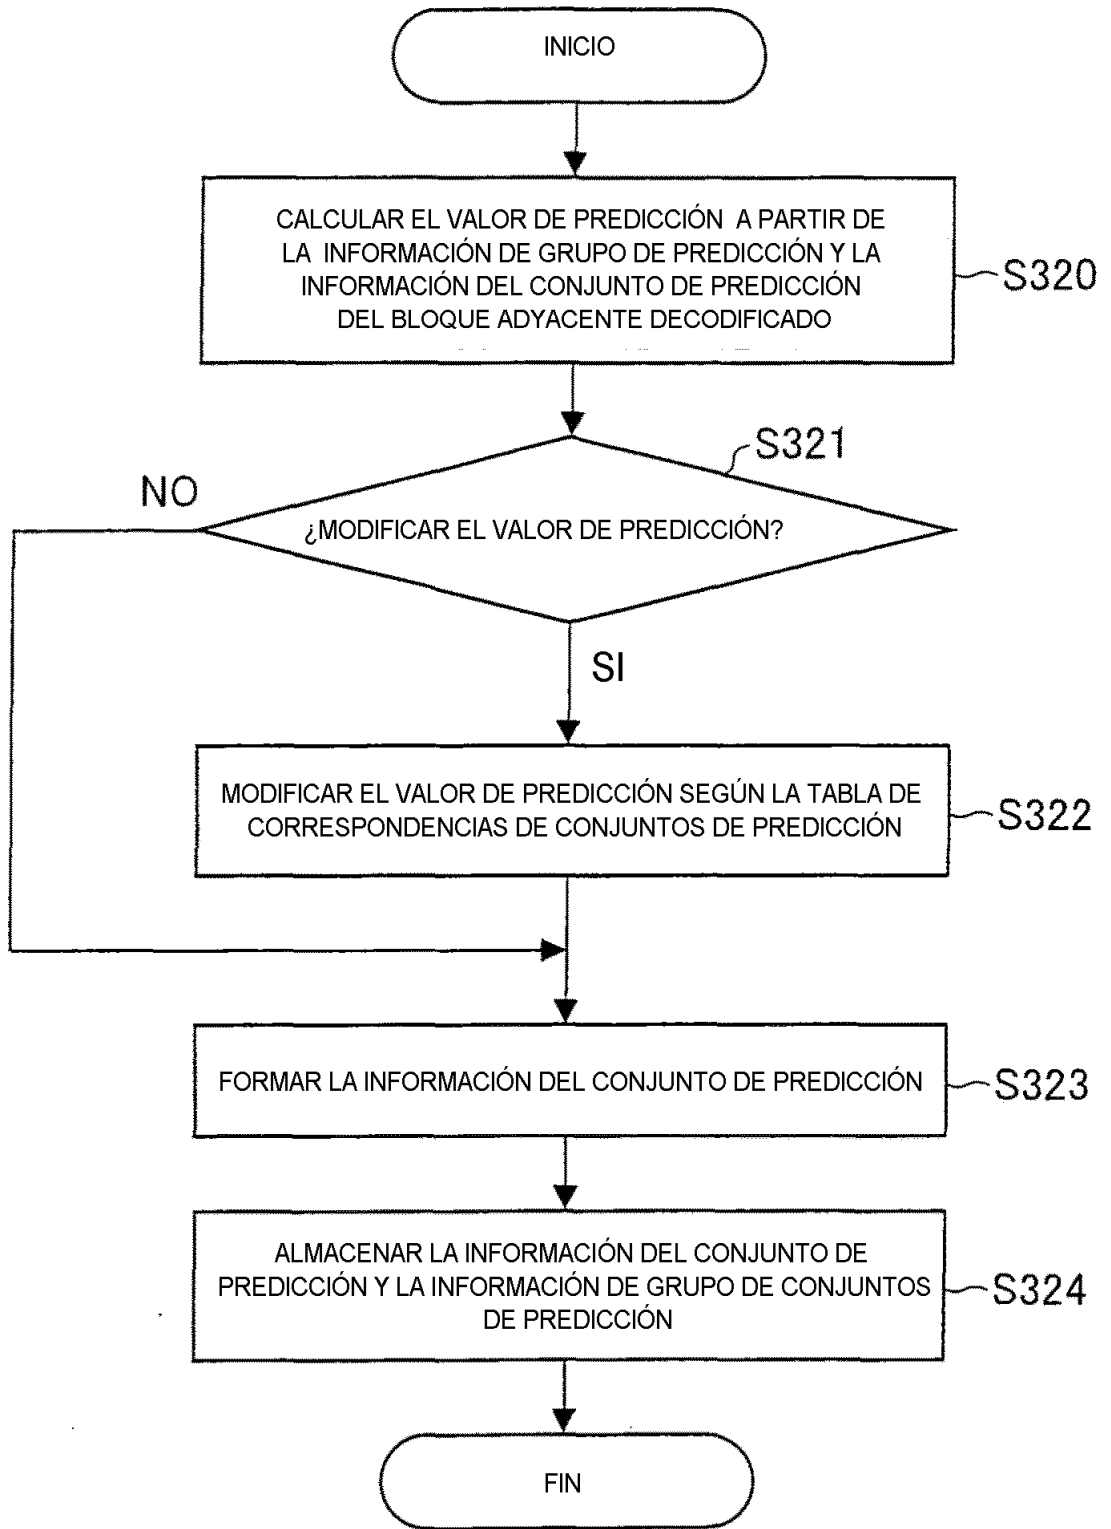 INICIO
CALCULAR EL VALOR DE PREDICCIÓN A PARTIR DE
LA INFORMACIÓN DE GRUPO DE PREDICCIÓN Y LA
INFORMACIÓN DEL CONJUNTO DE PREDICCIÓN
DEL BLOQUE ADYACENTE DECODIFICADO
S320
S321
NO
¿MODIFICAR EL VALOR DE PREDICCIÓN?
SI
MODIFICAR EL VALOR DE PREDICCIÓN SEGÚN LA TABLA DE
CORRESPONDENCIAS DE CONJUNTOS DE PREDICCIÓN
S322
FORMAR LA INFORMACIÓN DEL CONJUNTO DE PREDICCIÓN
S323
ALMACENAR LA INFORMACIÓN DEL CONJUNTO DE
PREDICCIÓN Y LA INFORMACIÓN DE GRUPO DE CONJUNTOS
DE PREDICCIÓN
S324
FIN